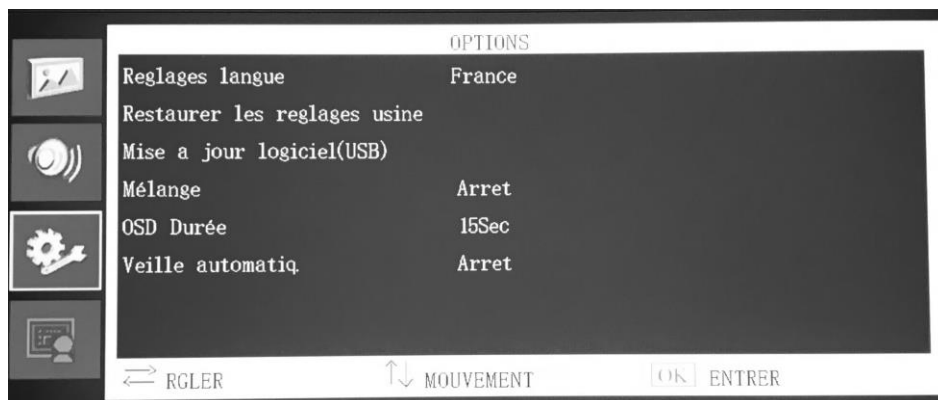 OPTIONS
Reglages langue France
Restaurer les reglages usine
Mise a jour logiciel(USB)
Mélange Arret
OSD Durée 15Sec
Veille automatiq. Arret
RGLER MOUVEMENT OK ENTRER